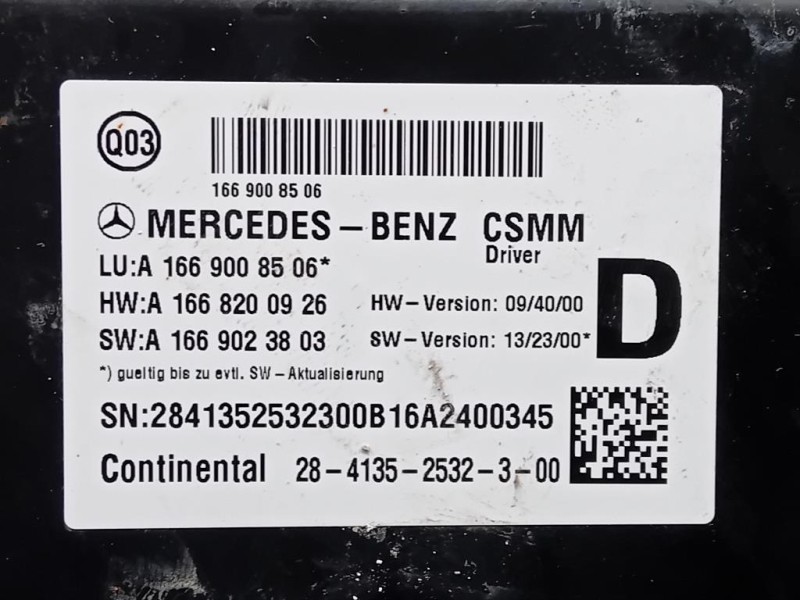 Q03
166 900 85 06
MERCEDES-BENZ CSMM
Driver
LU:A 166 900 85 06*
D
HW:A 166 820 09 26 HW-Version: 09/40/00
SW:A 166 902 38 03 SW-Version: 13/23/00*
*) gueltig bis zu evtl. SW-Aktualisierung
SN:2841352532300B16A2400345
Continental 28-4135-2532-3-00